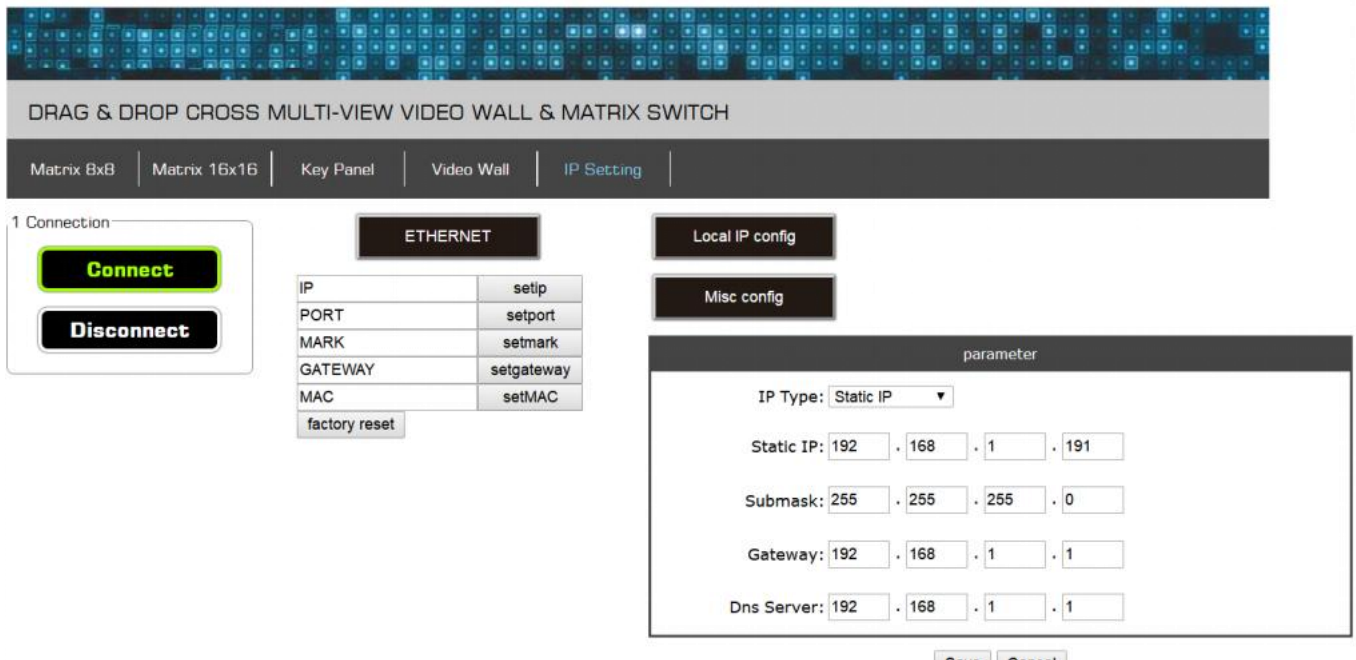 DRAG & DROP CROSS MULTI-VIEW VIDEO WALL & MATRIX SWITCH
Matrix 8x8 Matrix 16x16 Key Panel Video Wall IP Setting
1 Connection
Connect
Disconnect
ETHERNET
IP setip
PORT setport
MARK setmark
GATEWAY setgateway
MAC setMAC
factory reset
Local IP config
Misc config
parameter
IP Type: Static IP
Static IP: 192 . 168 . 1 . 191
Submask: 255 . 255 . 255 . 0
Gateway: 192 . 168 . 1 . 1
Dns Server: 192 . 168 . 1 . 1